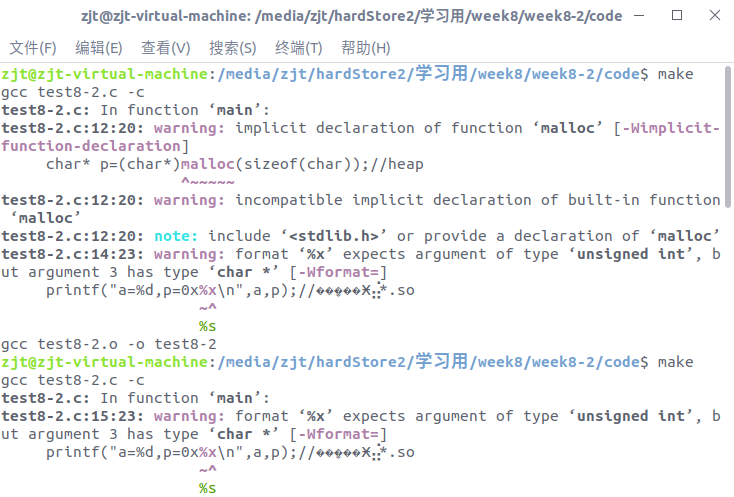 zjt@zjt-virtual-machine: /media/zjt/hardStore2/学习用/week8/week8-2/code
文件(F) 编辑(E) 查看(V) 搜索(S) 终端(T) 帮助(H)
zjt@zjt-virtual-machine:/media/zjt/hardStore2/学习用/week8/week8-2/code$ make
gcc test8-2.c -c
test8-2.c: In function ‘main’:
test8-2.c:12:20: warning: implicit declaration of function ‘malloc’ [-Wimplicit-
function-declaration]
char* p=(char*)malloc(sizeof(char));//heap
^~~~~~
test8-2.c:12:20: warning: incompatible implicit declaration of built-in function
‘malloc’
test8-2.c:12:20: note: include ‘<stdlib.h>’ or provide a declaration of ‘malloc’
test8-2.c:14:23: warning: format ‘%x’ expects argument of type ‘unsigned int’, b
ut argument 3 has type ‘char *’ [-Wformat=]
printf("a=%d,p=0x%x\n",a,p);// .so
~^
%s
gcc test8-2.o -o test8-2
zjt@zjt-virtual-machine:/media/zjt/hardStore2/学习用/week8/week8-2/code$ make
gcc test8-2.c -c
test8-2.c: In function ‘main’:
test8-2.c:15:23: warning: format ‘%x’ expects argument of type ‘unsigned int’, b
ut argument 3 has type ‘char *’ [-Wformat=]
printf("a=%d,p=0x%x\n",a,p);// .so
~^
%s